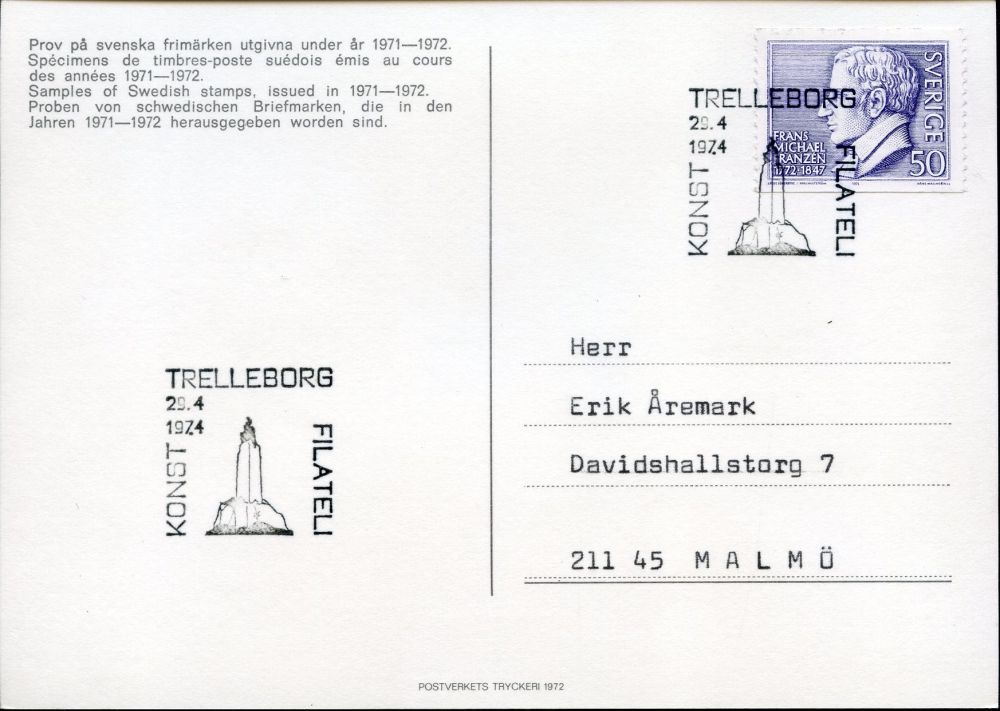 Prov på svenska frimärken utgivna under år 1971—1972.
Spécimens de timbres-poste suédois émis au cours
des années 1971—1972.
Samples of Swedish stamps, issued in 1971—1972.
Proben von schwedischen Briefmarken, die in den
Jahren 1971—1972 herausgegeben worden sind.
SVERIGE
50
FRANS
MICHAEL
FRANZÉN
1772-1847
TRELLEBORG
29.4
1974
KONST
FILATELI
Herr
Erik Åremark
Davidshallstorg 7
211 45 M A L M Ö
TRELLEBORG
29.4
1974
KONST
FILATELI
POSTVERKETS TRYCKERI 1972